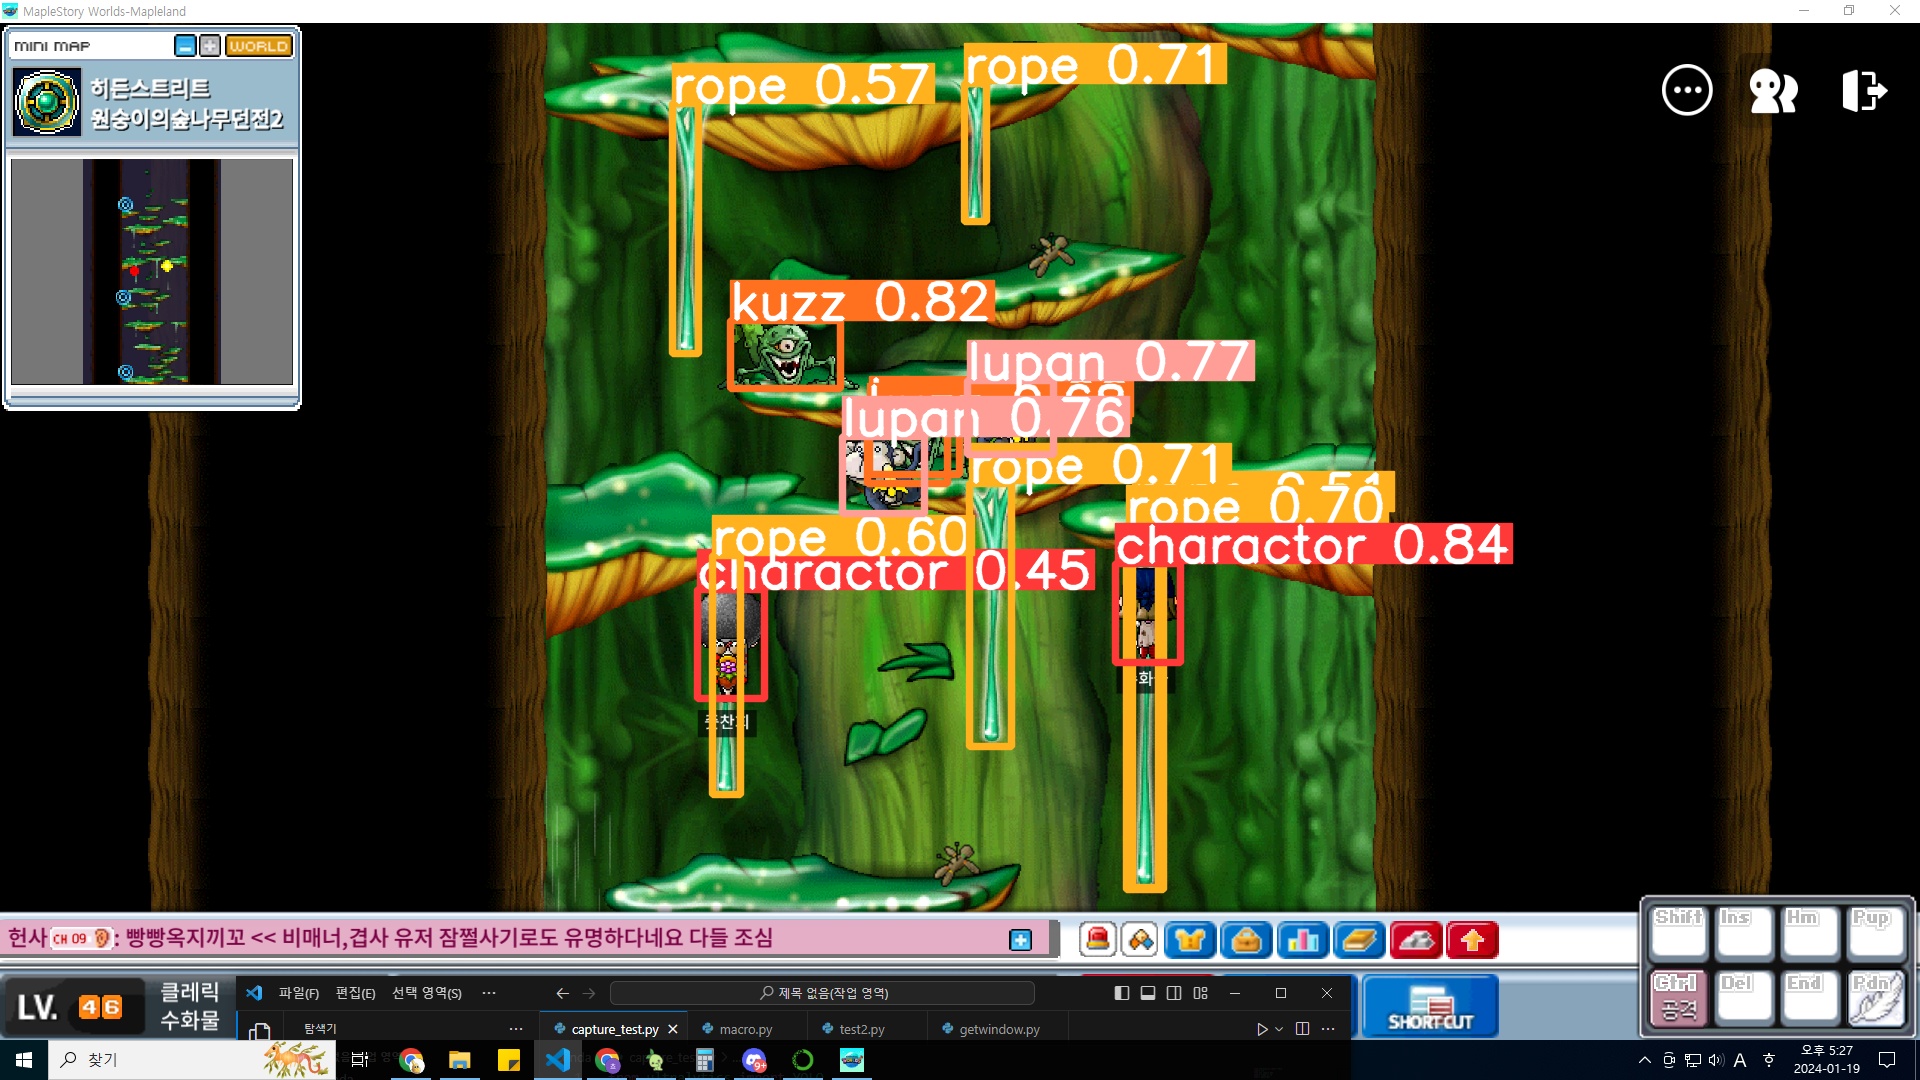 MapleStory Worlds-Mapleland
MINI MAP
WORLD
히든스트리트
원숭이의숲나무던전2
rope 0.57
rope 0.71
kuzz 0.82
lupan 0.77
lupan 0.76
rope 0.71
rope 0.70
rope 0.60
charactor 0.84
charactor 0.45
헌사 CH 09 : 빵빵옥지끼꼬 << 비매너,겹사 유저 잠쩔사기로도 유명하다네요 다들 조심
Shift Ins Hm Pup
Ctrl Del End Pdn
공격
LV. 46
클레릭
수화물
파일(F) 편집(E) 선택 영역(S) ···
제목 없음(작업 영역)
탐색기 ···
capture_test.py
macro.py
test2.py
getwindow.py
SHORT CUT
찾기
9+
A
오후 5:27
2024-01-19